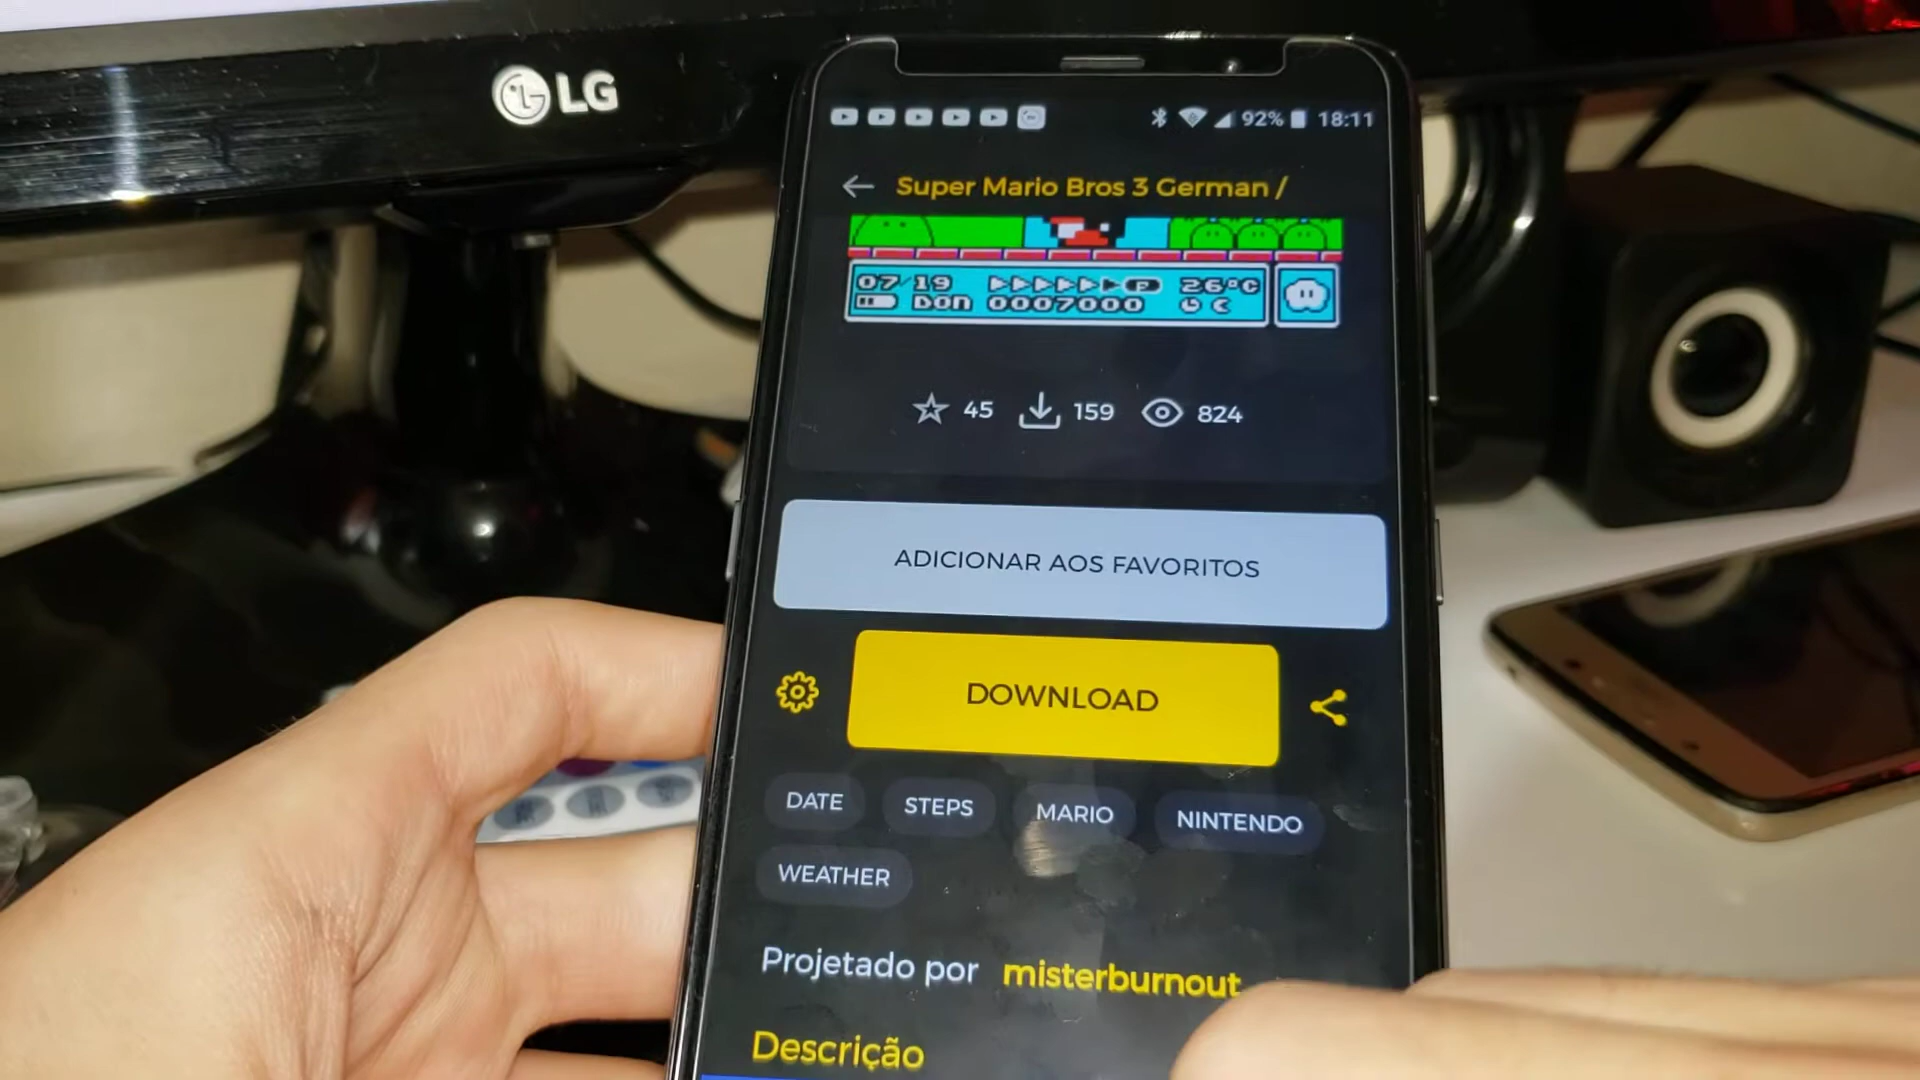 LG
92% 18:11
Super Mario Bros 3 German /
07/19 P 26°C
DON 0007000
45 159 824
ADICIONAR AOS FAVORITOS
DOWNLOAD
DATE STEPS MARIO NINTENDO
WEATHER
Projetado por misterburnout
Descrição